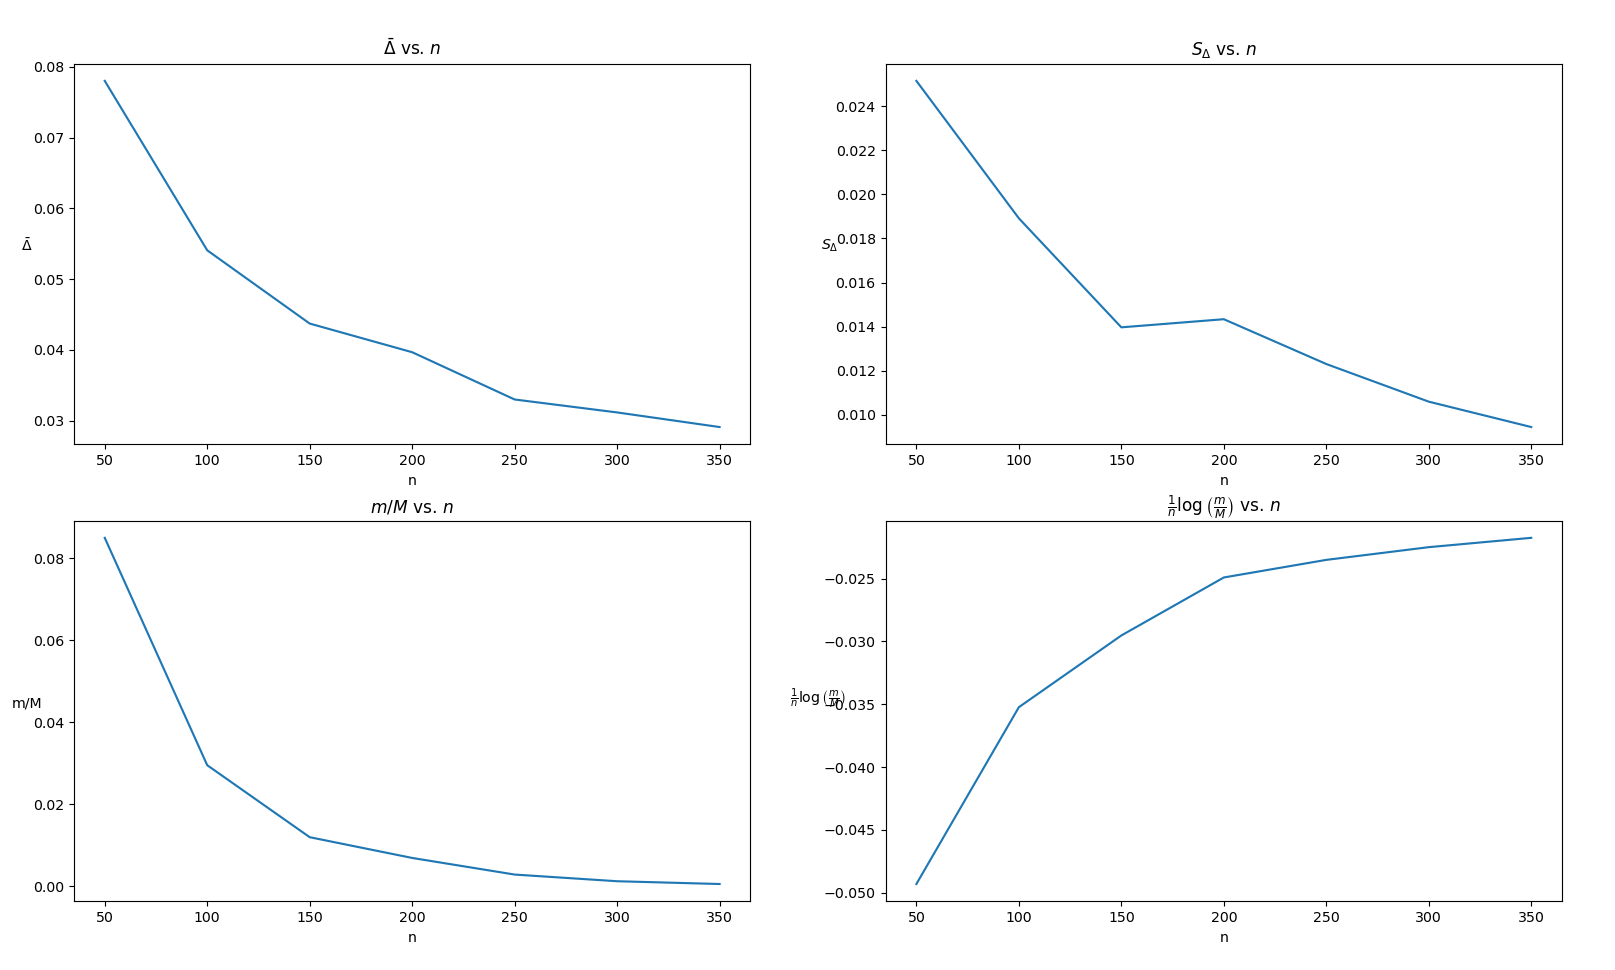 Δ̄ vs. n
0.08
0.07
0.06
0.05
0.04
0.03
Δ̄
50 100 150 200 250 300 350
n
S_Δ vs. n
0.024
0.022
0.020
0.018
0.016
0.014
0.012
0.010
S_Δ
50 100 150 200 250 300 350
n
m/M vs. n
0.08
0.06
0.04
0.02
0.00
m/M
50 100 150 200 250 300 350
n
1/n log (m/M) vs. n
−0.025
−0.030
−0.035
−0.040
−0.045
−0.050
1/n log (m/M)
50 100 150 200 250 300 350
n